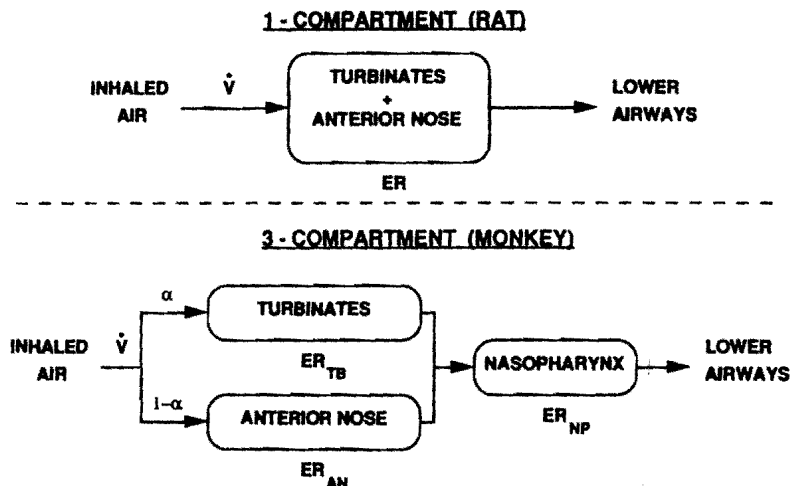 1 - COMPARTMENT (RAT)
INHALED
AIR
V̇
TURBINATES
+
ANTERIOR NOSE
ER
LOWER
AIRWAYS
3 - COMPARTMENT (MONKEY)
INHALED
AIR
V̇
α
TURBINATES
ER_TB
1-α
ANTERIOR NOSE
ER_AN
NASOPHARYNX
ER_NP
LOWER
AIRWAYS